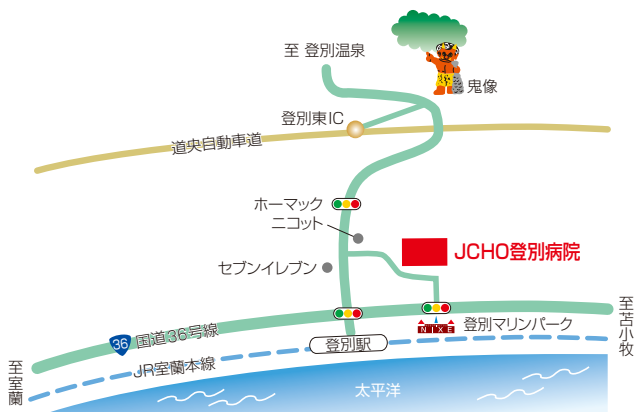 至 登別温泉
鬼像
登別東IC
道央自動車道
ホーマック
ニコット
JCHO登別病院
セブンイレブン
至苫小牧
NIXE
登別マリンパーク
36
国道36号線
登別駅
JR室蘭本線
至室蘭
太平洋